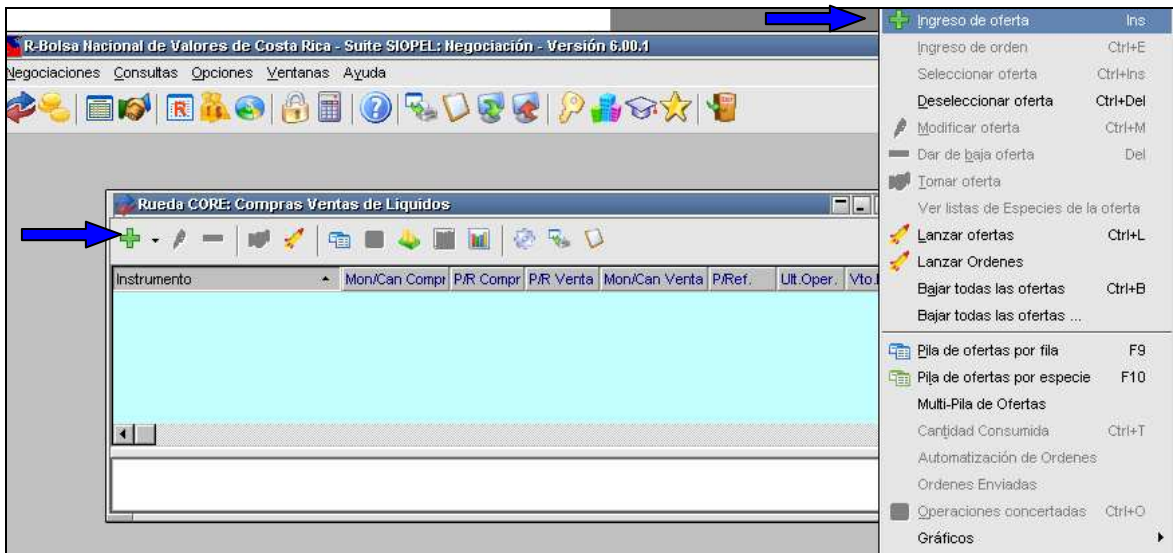 R-Bolsa Nacional de Valores de Costa Rica - Suite SIOPEL: Negociación - Versión 6.00.1
Negociaciones Consultas Opciones Ventanas Ayuda
Rueda CORE: Compras Ventas de Liquidos
Instrumento Mon/Can Compr P/R Compr P/R Venta Mon/Can Venta P/Ref. Ult.Oper. Vto.
Ingreso de oferta Ins
Ingreso de orden Ctrl+E
Seleccionar oferta Ctrl+Ins
Deseleccionar oferta Ctrl+Del
Modificar oferta Ctrl+M
Dar de baja oferta Del
Tomar oferta
Ver listas de Especies de la oferta
Lanzar ofertas Ctrl+L
Lanzar Ordenes
Bajar todas las ofertas Ctrl+B
Bajar todas las ofertas ...
Pila de ofertas por fila F9
Pila de ofertas por especie F10
Multi-Pila de Ofertas
Cantidad Consumida Ctrl+T
Automatización de Ordenes
Ordenes Enviadas
Operaciones concertadas Ctrl+O
Gráficos